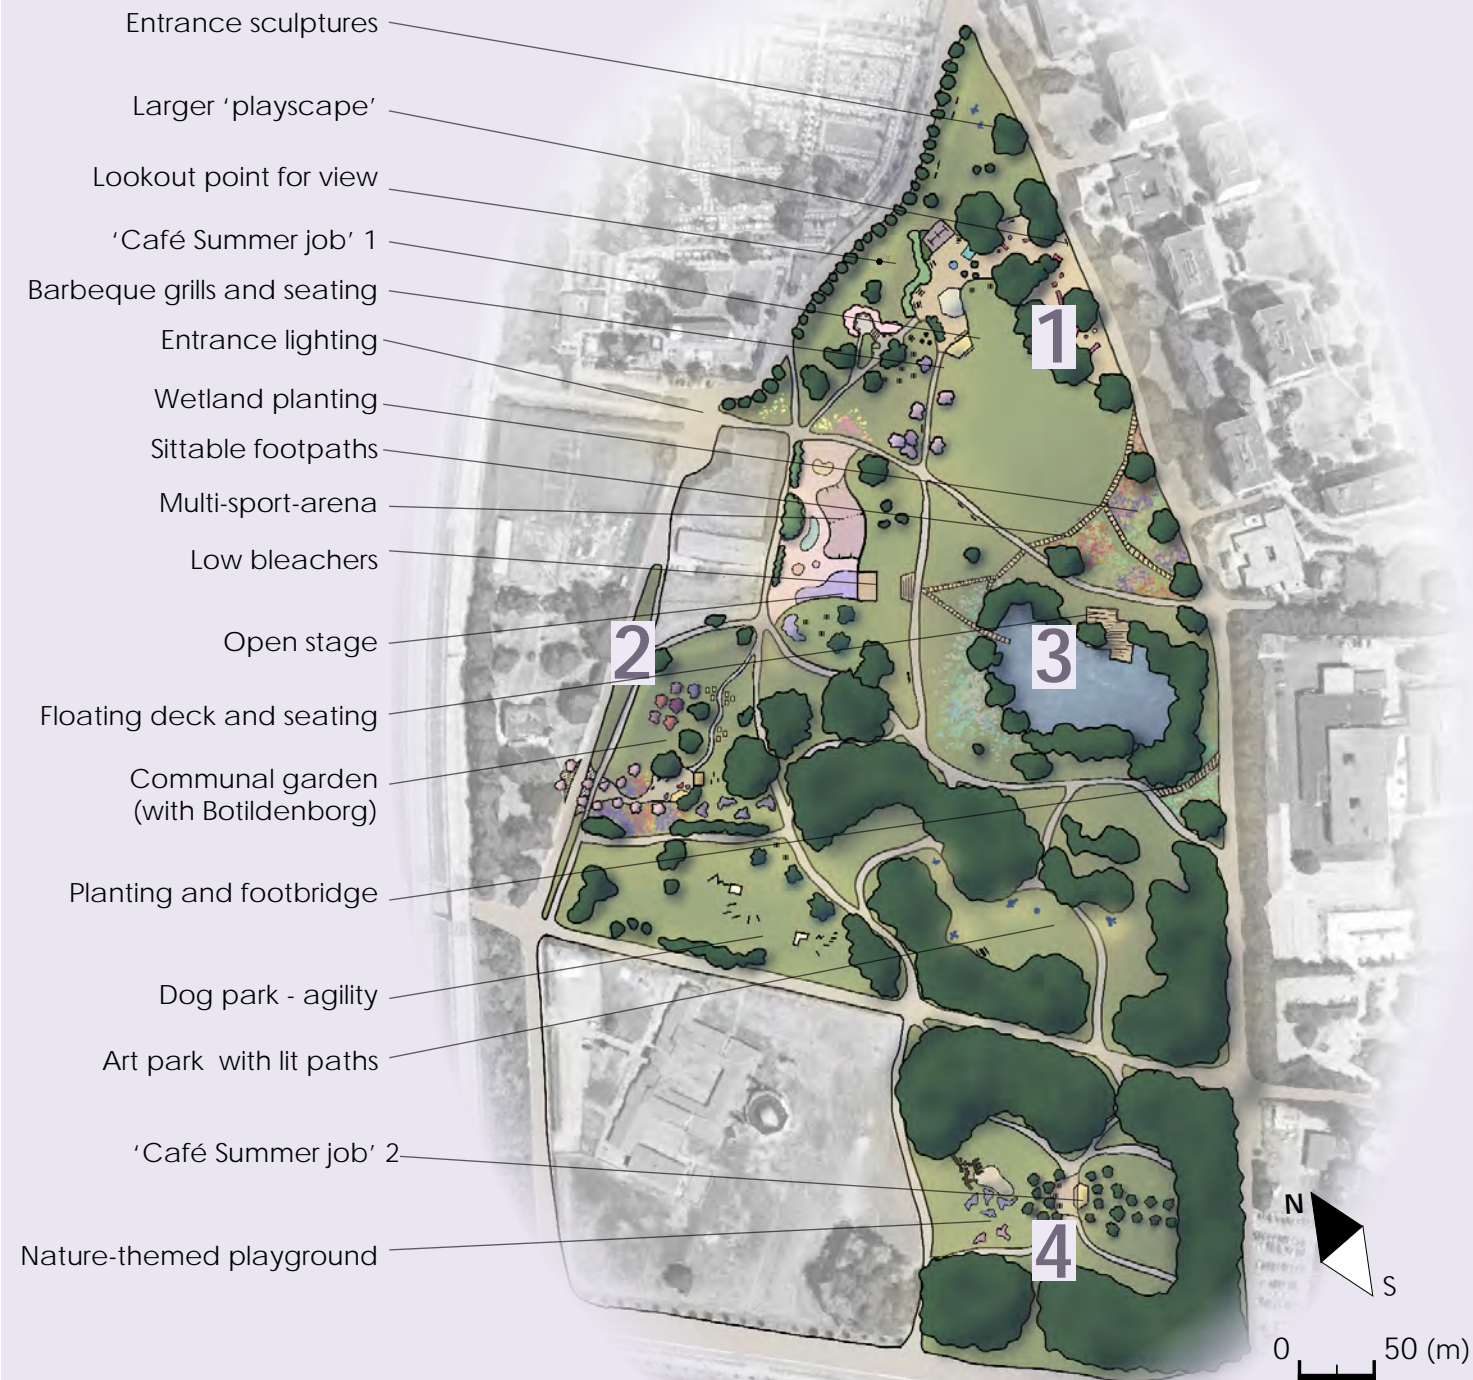 Entrance sculptures
Larger ‘playscape’
Lookout point for view
‘Café Summer job’ 1
Barbeque grills and seating
Entrance lighting
Wetland planting
Sittable footpaths
Multi-sport-arena
Low bleachers
Open stage
Floating deck and seating
Communal garden
(with Botildenborg)
Planting and footbridge
Dog park - agility
Art park with lit paths
‘Café Summer job’ 2
Nature-themed playground
1
2
3
4
N
S
0 50 (m)